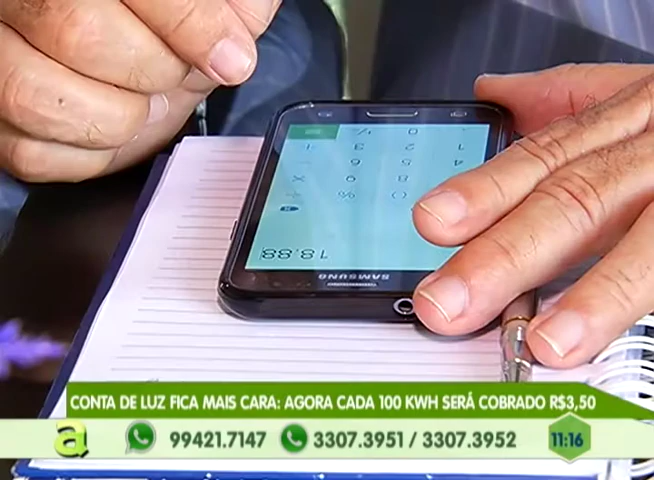 18,88
SAMSUNG
CONTA DE LUZ FICA MAIS CARA: AGORA CADA 100 KWH SERÁ COBRADO R$3,50
a 99421.7147 3307.3951 / 3307.3952 11:16